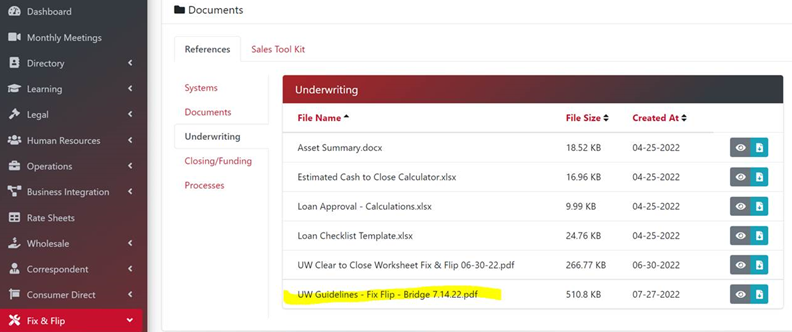 Dashboard
Monthly Meetings
Directory
Learning
Legal
Human Resources
Operations
Business Integration
Rate Sheets
Wholesale
Correspondent
Consumer Direct
Fix & Flip
Documents
References Sales Tool Kit
Systems
Documents
Underwriting
Closing/Funding
Processes
Underwriting
File Name File Size Created At
Asset Summary.docx 18.52 KB 04-25-2022
Estimated Cash to Close Calculator.xlsx 16.96 KB 04-25-2022
Loan Approval - Calculations.xlsx 9.99 KB 04-25-2022
Loan Checklist Template.xlsx 24.76 KB 04-25-2022
UW Clear to Close Worksheet Fix & Flip 06-30-22.pdf 266.77 KB 06-30-2022
UW Guidelines - Fix Flip - Bridge 7.14.22.pdf 510.8 KB 07-27-2022